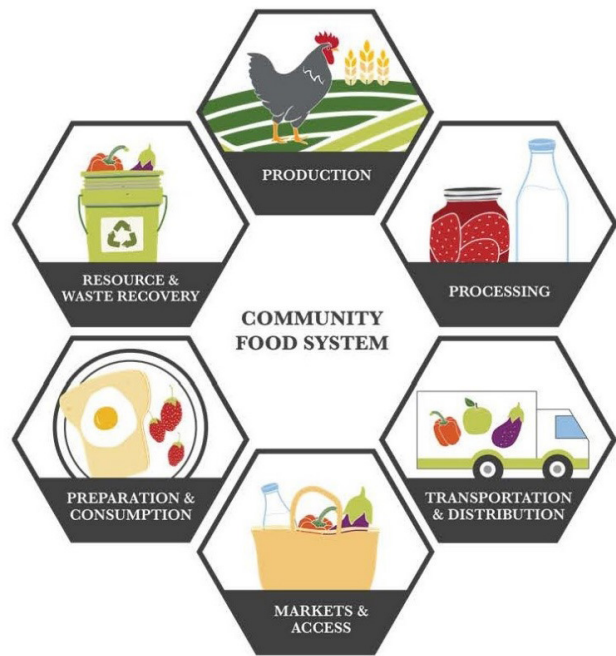 PRODUCTION
PROCESSING
TRANSPORTATION
& DISTRIBUTION
MARKETS &
ACCESS
PREPARATION &
CONSUMPTION
RESOURCE &
WASTE RECOVERY
COMMUNITY
FOOD SYSTEM